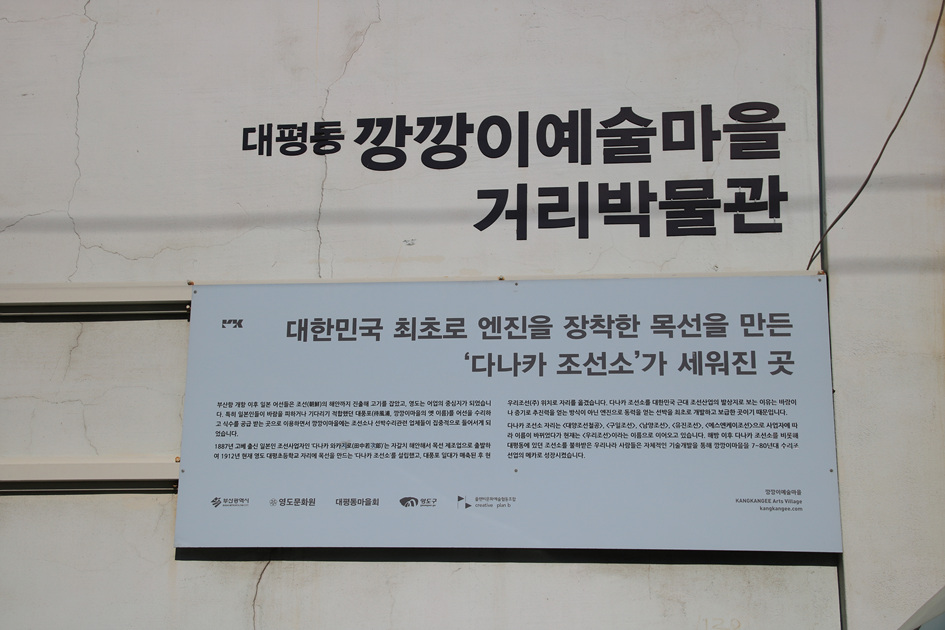 대평동 깡깡이예술마을
거리박물관
대한민국 최초로 엔진을 장착한 목선을 만든
‘다나카 조선소’가 세워진 곳
부산항 개항 이후 일본 어선들은 조선(朝鮮)의 해안까지 진출해 고기를 잡았고, 영도는 어업의 중심지가 되었습니
다. 특히 일본인들이 바람을 피하거나 기다리기 적합했던 대풍포(待風浦, 깡깡이마을의 옛 이름)를 어선을 수리하
고 식수를 공급 받는 곳으로 이용하면서 깡깡이마을에는 조선소나 선박수리관련 업체들이 집중적으로 들어서게 되
었습니다.
1887년 고베 출신 일본인 조선사업자인 ‘다나카 와카지로(田中若次郞)’는 자갈치 해안해서 목선 제조업으로 출발하
여 1912년 현재 영도 대평초등학교 자리에 목선을 만드는 ‘다나카 조선소’를 설립했고, 대풍포 일대가 매축된 후 현
우리조선(주) 위치로 자리를 옮겼습니다. 다나카 조선소를 대한민국 근대 조선산업의 발상지로 보는 이유는 바람이
나 증기로 추진력을 얻는 방식이 아닌 엔진으로 동력을 얻는 선박을 최초로 개발하고 보급한 곳이기 때문입니다.
다나카 조선소 자리는 <대양조선철공>, <구일조선>, <남양조선>, <유진조선>, <에스엔케이조선>으로 사업자에 따
라 이름이 바뀌었다가 현재는 <우리조선>이라는 이름으로 이어오고 있습니다. 해방 이후 다나카 조선소를 비롯해
대평동에 있던 조선소를 불하받은 우리나라 사람들은 자체적인 기술개발을 통해 깡깡이마을을 7~80년대 수리조
선업의 메카로 성장시켰습니다.
부산광역시
영도문화원
대평동마을회
영도구
플랜비문화예술협동조합
creative plan b
깡깡이예술마을
KANGKANGEE Arts Village
kangkangee.com